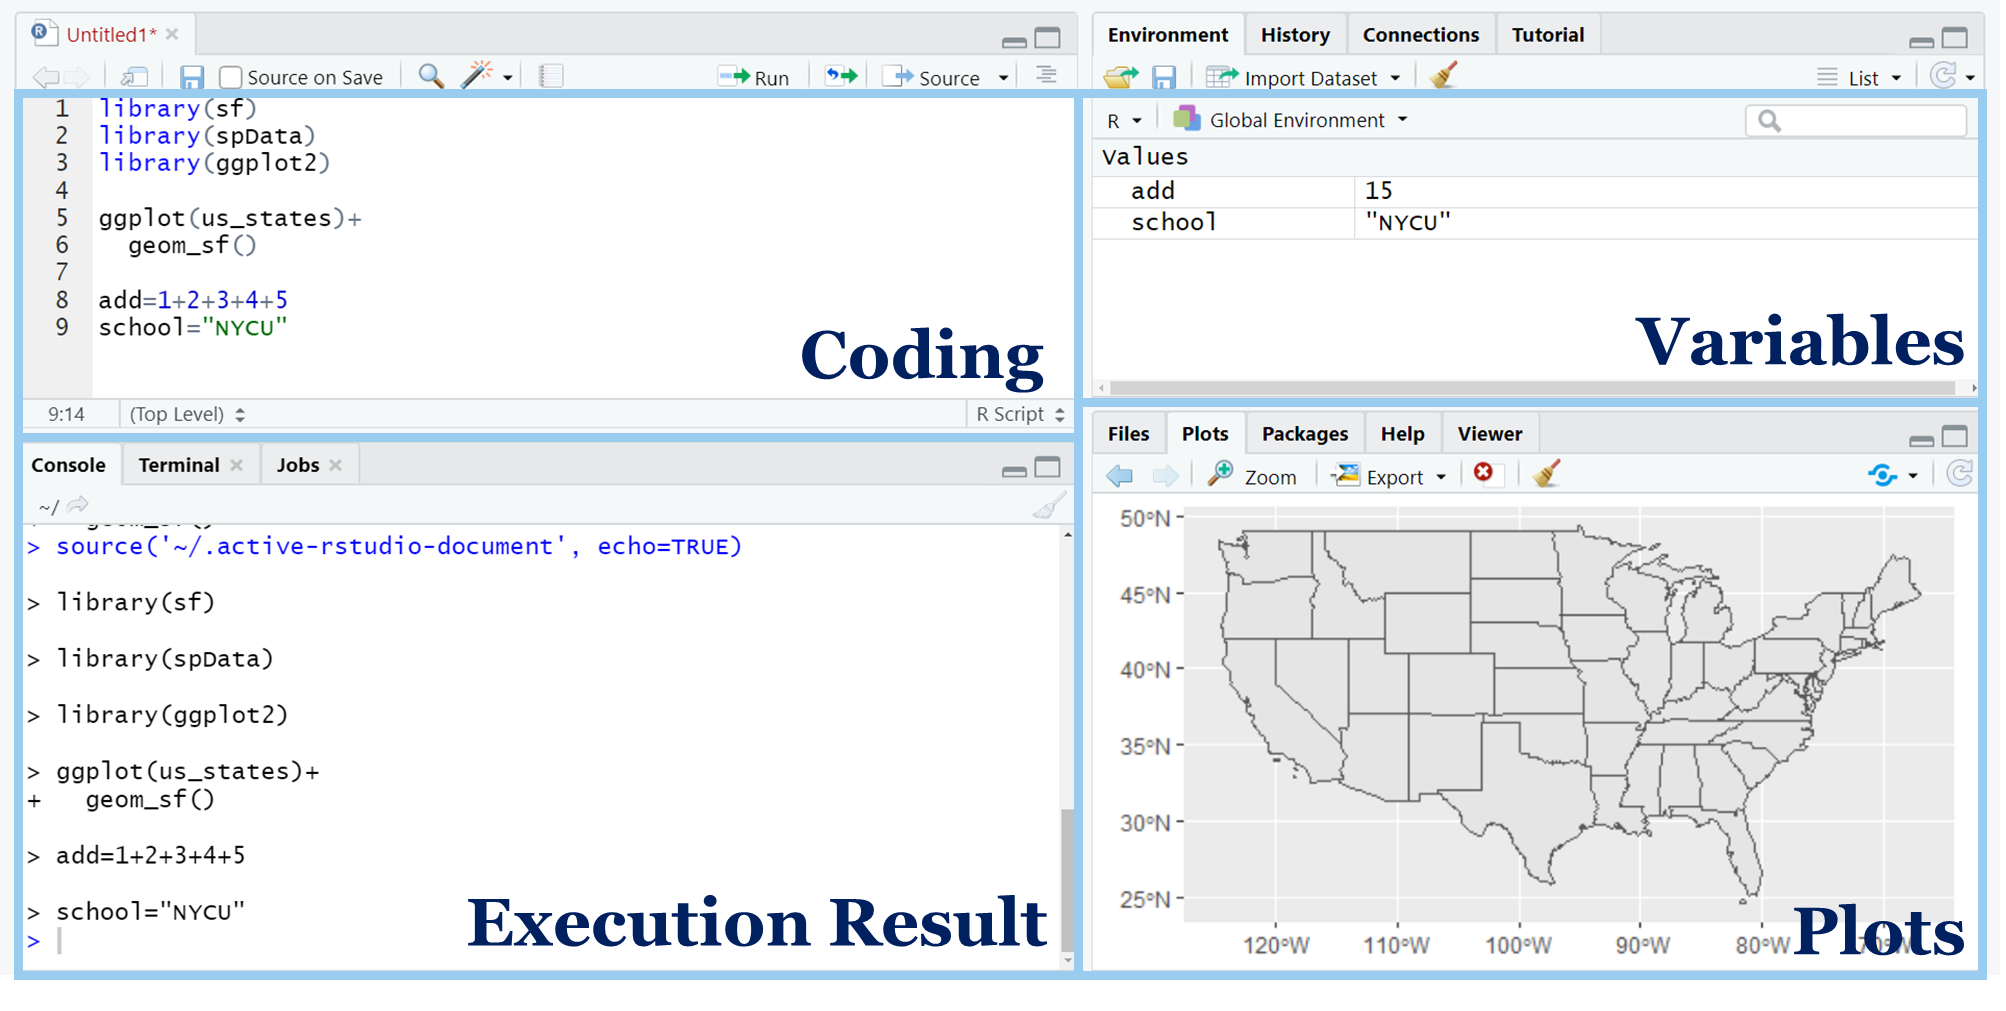 Untitled1*
Source on Save
Run
Source
1 library(sf)
2 library(spData)
3 library(ggplot2)
4
5 ggplot(us_states)+
6   geom_sf()
7
8 add=1+2+3+4+5
9 school="NYCU"
Coding
9:14 (Top Level) R Script
Console Terminal Jobs
~/
> source('~/.active-rstudio-document', echo=TRUE)
> library(sf)
> library(spData)
> library(ggplot2)
> ggplot(us_states)+
+   geom_sf()
> add=1+2+3+4+5
> school="NYCU"
>
Execution Result
Environment History Connections Tutorial
Import Dataset List
R Global Environment
Values
add 15
school "NYCU"
Variables
Files Plots Packages Help Viewer
Zoom Export
50°N
45°N
40°N
35°N
30°N
25°N
120°W 110°W 100°W 90°W 80°W
Plots